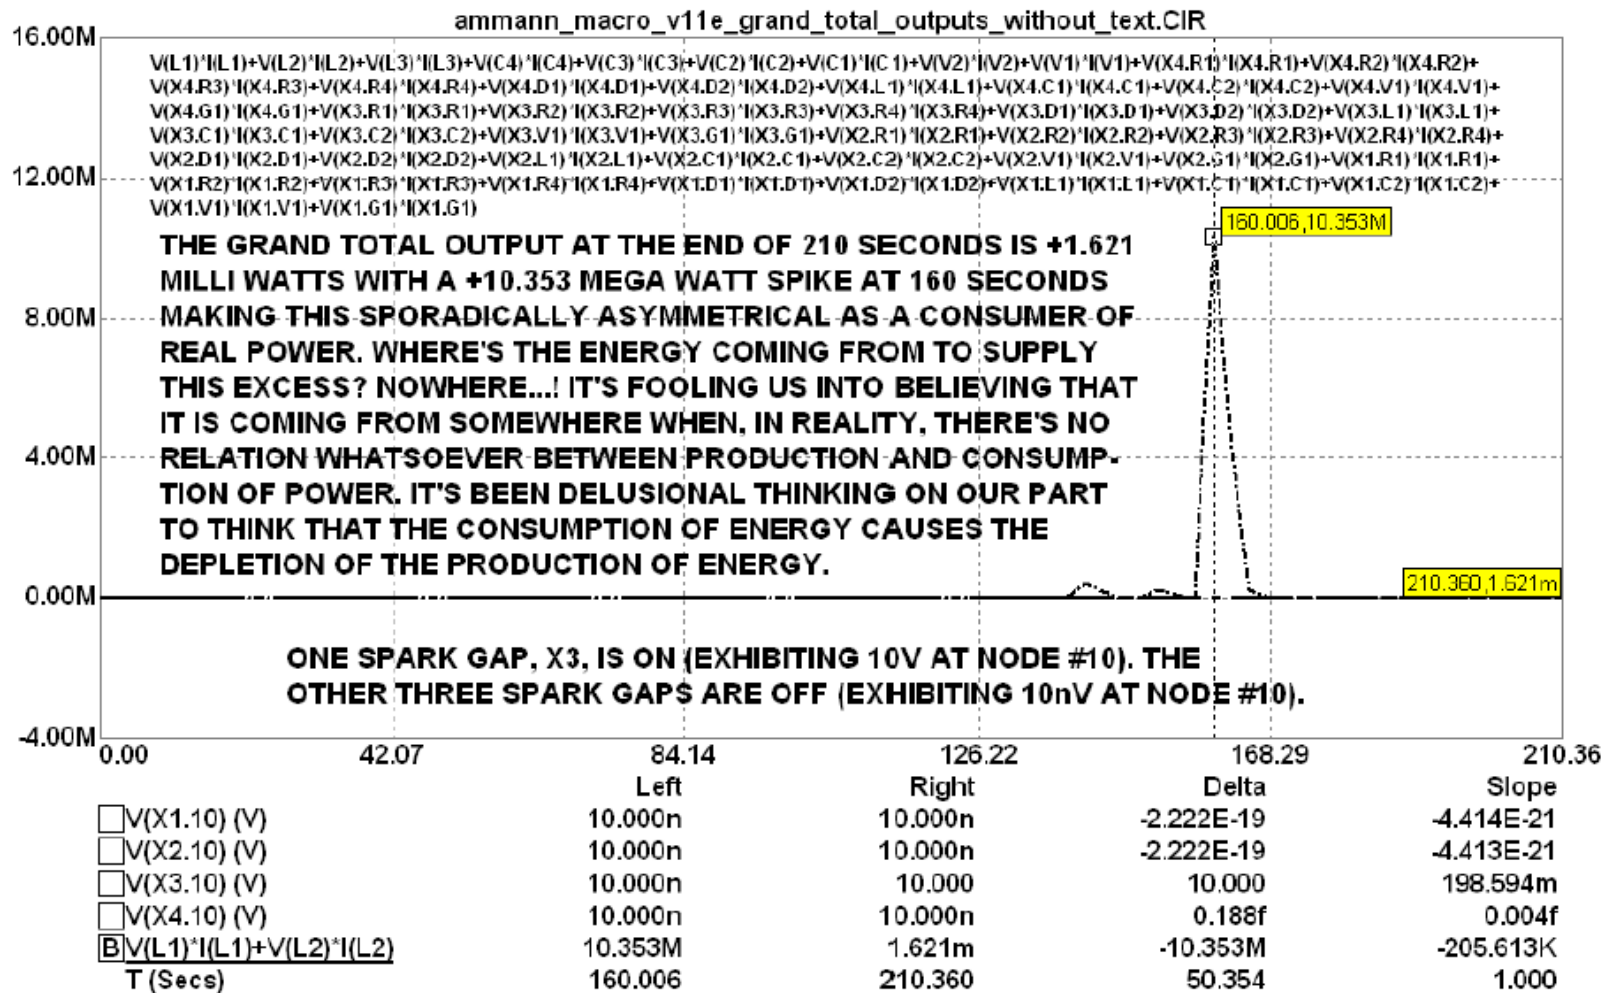 ammann_macro_v11e_grand_total_outputs_without_text.CIR
16.00M
V(L1)*I(L1)+V(L2)*I(L2)+V(L3)*I(L3)+V(C4)*I(C4)+V(C3)*I(C3)+V(C2)*I(C2)+V(C1)*I(C1)+V(V2)*I(V2)+V(V1)*I(V1)+V(X4.R1)*I(X4.R1)+V(X4.R2)*I(X4.R2)+
V(X4.R3)*I(X4.R3)+V(X4.R4)*I(X4.R4)+V(X4.D1)*I(X4.D1)+V(X4.D2)*I(X4.D2)+V(X4.L1)*I(X4.L1)+V(X4.C1)*I(X4.C1)+V(X4.C2)*I(X4.C2)+V(X4.V1)*I(X4.V1)+
V(X4.G1)*I(X4.G1)+V(X3.R1)*I(X3.R1)+V(X3.R2)*I(X3.R2)+V(X3.R3)*I(X3.R3)+V(X3.R4)*I(X3.R4)+V(X3.D1)*I(X3.D1)+V(X3.D2)*I(X3.D2)+V(X3.L1)*I(X3.L1)+
V(X3.C1)*I(X3.C1)+V(X3.C2)*I(X3.C2)+V(X3.V1)*I(X3.V1)+V(X3.G1)*I(X3.G1)+V(X2.R1)*I(X2.R1)+V(X2.R2)*I(X2.R2)+V(X2.R3)*I(X2.R3)+V(X2.R4)*I(X2.R4)+
V(X2.D1)*I(X2.D1)+V(X2.D2)*I(X2.D2)+V(X2.L1)*I(X2.L1)+V(X2.C1)*I(X2.C1)+V(X2.C2)*I(X2.C2)+V(X2.V1)*I(X2.V1)+V(X2.G1)*I(X2.G1)+V(X1.R1)*I(X1.R1)+
12.00M
V(X1.R2)*I(X1.R2)+V(X1.R3)*I(X1.R3)+V(X1.R4)*I(X1.R4)+V(X1.D1)*I(X1.D1)+V(X1.D2)*I(X1.D2)+V(X1.L1)*I(X1.L1)+V(X1.C1)*I(X1.C1)+V(X1.C2)*I(X1.C2)+
V(X1.V1)*I(X1.V1)+V(X1.G1)*I(X1.G1)
160.006,10.353M
THE GRAND TOTAL OUTPUT AT THE END OF 210 SECONDS IS +1.621
MILLI WATTS WITH A +10.353 MEGA WATT SPIKE AT 160 SECONDS
8.00M
MAKING THIS SPORADICALLY ASYMMETRICAL AS A CONSUMER OF
REAL POWER. WHERE'S THE ENERGY COMING FROM TO SUPPLY
THIS EXCESS? NOWHERE...! IT'S FOOLING US INTO BELIEVING THAT
IT IS COMING FROM SOMEWHERE WHEN, IN REALITY, THERE'S NO
4.00M
RELATION WHATSOEVER BETWEEN PRODUCTION AND CONSUMP-
TION OF POWER. IT'S BEEN DELUSIONAL THINKING ON OUR PART
TO THINK THAT THE CONSUMPTION OF ENERGY CAUSES THE
DEPLETION OF THE PRODUCTION OF ENERGY.
0.00M
210.360,1.621m
ONE SPARK GAP, X3, IS ON (EXHIBITING 10V AT NODE #10). THE
OTHER THREE SPARK GAPS ARE OFF (EXHIBITING 10nV AT NODE #10).
-4.00M
0.00 42.07 84.14 126.22 168.29 210.36
Left Right Delta Slope
V(X1.10) (V) 10.000n 10.000n -2.222E-19 -4.414E-21
V(X2.10) (V) 10.000n 10.000n -2.222E-19 -4.413E-21
V(X3.10) (V) 10.000n 10.000 10.000 198.594m
V(X4.10) (V) 10.000n 10.000n 0.188f 0.004f
B V(L1)*I(L1)+V(L2)*I(L2) 10.353M 1.621m -10.353M -205.613K
T (Secs) 160.006 210.360 50.354 1.000